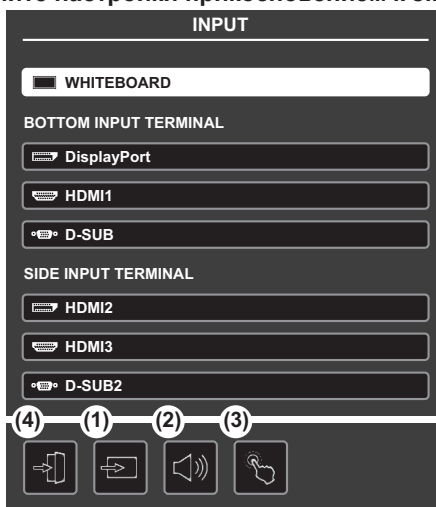 INPUT
WHITEBOARD
BOTTOM INPUT TERMINAL
DisplayPort
HDMI1
D-SUB
SIDE INPUT TERMINAL
HDMI2
HDMI3
D-SUB2
(4) (1) (2) (3)